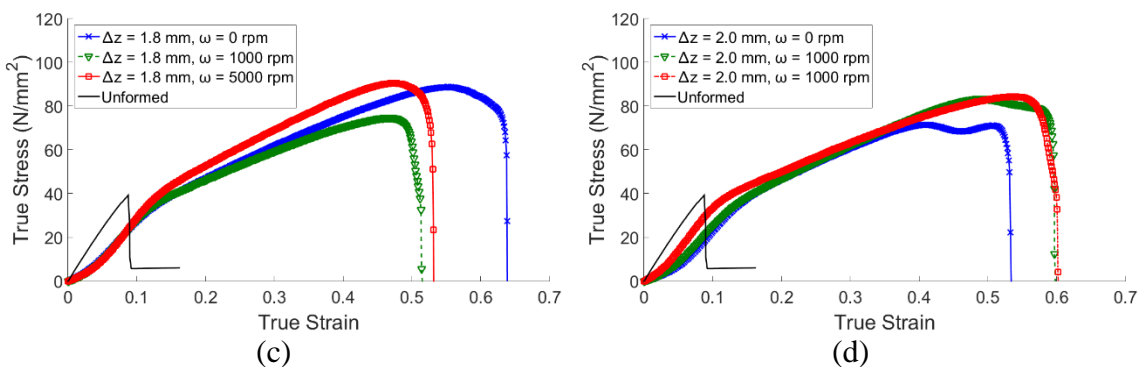 120
100
80
60
40
20
0
True Stress (N/mm²)
Δz = 1.8 mm, ω = 0 rpm
Δz = 1.8 mm, ω = 1000 rpm
Δz = 1.8 mm, ω = 5000 rpm
Unformed
0 0.1 0.2 0.3 0.4 0.5 0.6 0.7
True Strain
(c)
120
100
80
60
40
20
0
True Stress (N/mm²)
Δz = 2.0 mm, ω = 0 rpm
Δz = 2.0 mm, ω = 1000 rpm
Δz = 2.0 mm, ω = 1000 rpm
Unformed
0 0.1 0.2 0.3 0.4 0.5 0.6 0.7
True Strain
(d)